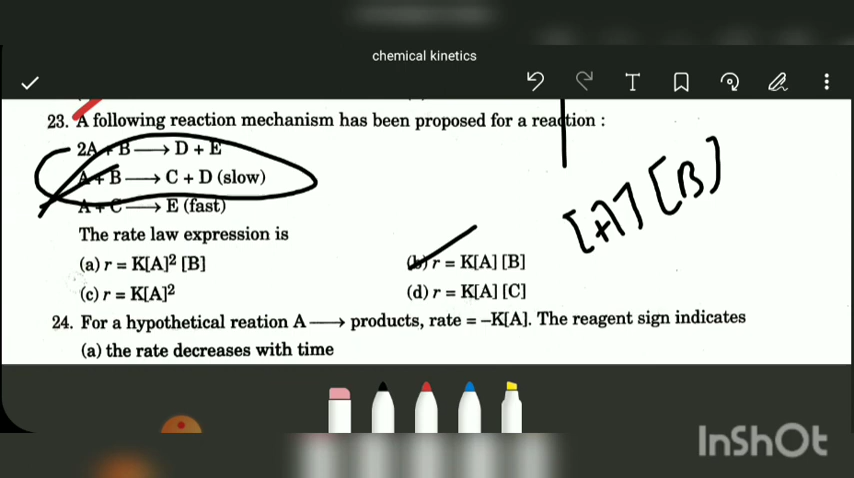 chemical kinetics
T
23. A following reaction mechanism has been proposed for a reaction :
2A + B ⟶ D + E
A + B ⟶ C + D (slow)
A + C ⟶ E (fast)
[A] [B]
The rate law expression is
(a) r = K[A]² [B]
(b) r = K[A] [B]
(c) r = K[A]²
(d) r = K[A] [C]
24. For a hypothetical reation A ⟶ products, rate = –K[A]. The reagent sign indicates
(a) the rate decreases with time
InShOt